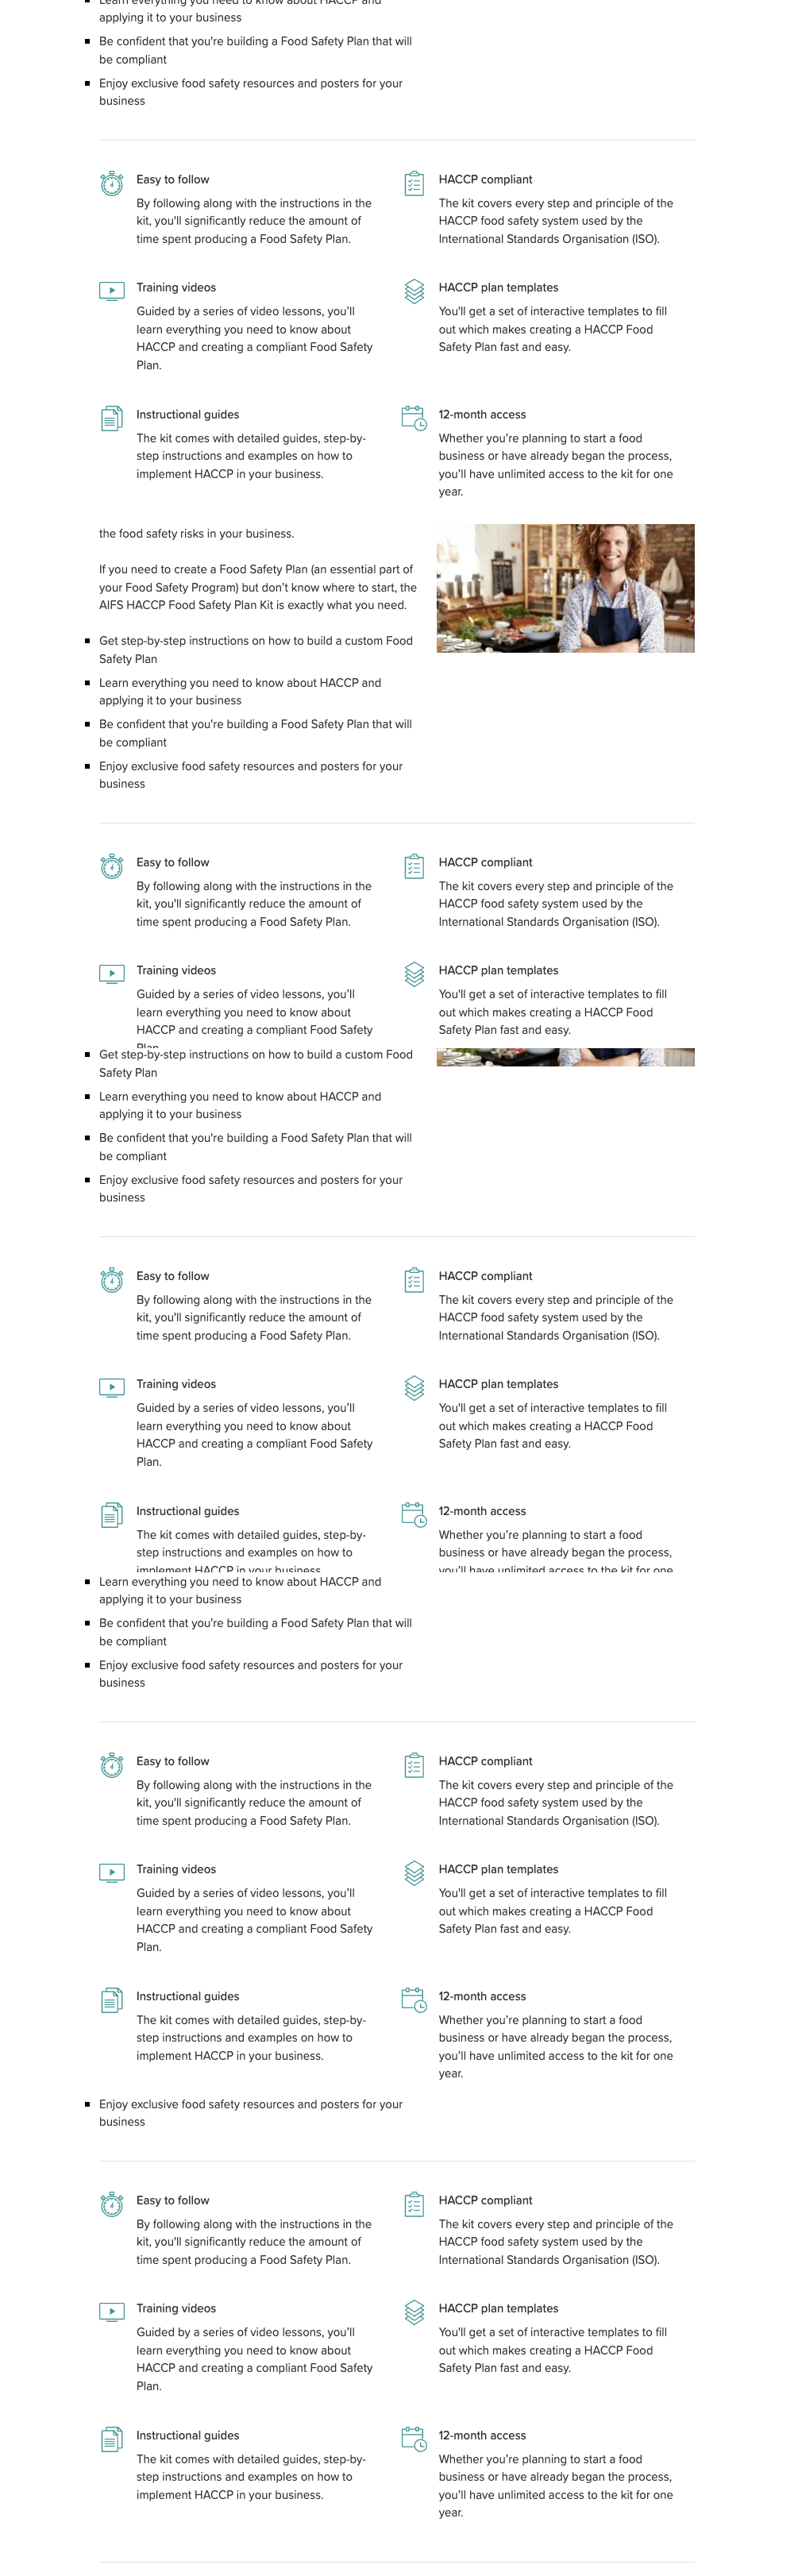 Learn everything you need to know about HACCP and
applying it to your business
Be confident that you're building a Food Safety Plan that will
be compliant
Enjoy exclusive food safety resources and posters for your
business
Easy to follow
By following along with the instructions in the
kit, you'll significantly reduce the amount of
time spent producing a Food Safety Plan.
HACCP compliant
The kit covers every step and principle of the
HACCP food safety system used by the
International Standards Organisation (ISO).
Training videos
Guided by a series of video lessons, you’ll
learn everything you need to know about
HACCP and creating a compliant Food Safety
Plan.
HACCP plan templates
You'll get a set of interactive templates to fill
out which makes creating a HACCP Food
Safety Plan fast and easy.
Instructional guides
The kit comes with detailed guides, step-by-
step instructions and examples on how to
implement HACCP in your business.
12-month access
Whether you’re planning to start a food
business or have already began the process,
you’ll have unlimited access to the kit for one
year.
the food safety risks in your business.
If you need to create a Food Safety Plan (an essential part of
your Food Safety Program) but don’t know where to start, the
AIFS HACCP Food Safety Plan Kit is exactly what you need.
Get step-by-step instructions on how to build a custom Food
Safety Plan
Learn everything you need to know about HACCP and
applying it to your business
Be confident that you're building a Food Safety Plan that will
be compliant
Enjoy exclusive food safety resources and posters for your
business
Easy to follow
By following along with the instructions in the
kit, you'll significantly reduce the amount of
time spent producing a Food Safety Plan.
HACCP compliant
The kit covers every step and principle of the
HACCP food safety system used by the
International Standards Organisation (ISO).
Training videos
Guided by a series of video lessons, you’ll
learn everything you need to know about
HACCP and creating a compliant Food Safety
Plan.
HACCP plan templates
You'll get a set of interactive templates to fill
out which makes creating a HACCP Food
Safety Plan fast and easy.
Get step-by-step instructions on how to build a custom Food
Safety Plan
Learn everything you need to know about HACCP and
applying it to your business
Be confident that you're building a Food Safety Plan that will
be compliant
Enjoy exclusive food safety resources and posters for your
business
Easy to follow
By following along with the instructions in the
kit, you'll significantly reduce the amount of
time spent producing a Food Safety Plan.
HACCP compliant
The kit covers every step and principle of the
HACCP food safety system used by the
International Standards Organisation (ISO).
Training videos
Guided by a series of video lessons, you’ll
learn everything you need to know about
HACCP and creating a compliant Food Safety
Plan.
HACCP plan templates
You'll get a set of interactive templates to fill
out which makes creating a HACCP Food
Safety Plan fast and easy.
Instructional guides
The kit comes with detailed guides, step-by-
step instructions and examples on how to
implement HACCP in your business.
12-month access
Whether you’re planning to start a food
business or have already began the process,
you’ll have unlimited access to the kit for one
Learn everything you need to know about HACCP and
applying it to your business
Be confident that you're building a Food Safety Plan that will
be compliant
Enjoy exclusive food safety resources and posters for your
business
Easy to follow
By following along with the instructions in the
kit, you'll significantly reduce the amount of
time spent producing a Food Safety Plan.
HACCP compliant
The kit covers every step and principle of the
HACCP food safety system used by the
International Standards Organisation (ISO).
Training videos
Guided by a series of video lessons, you’ll
learn everything you need to know about
HACCP and creating a compliant Food Safety
Plan.
HACCP plan templates
You'll get a set of interactive templates to fill
out which makes creating a HACCP Food
Safety Plan fast and easy.
Instructional guides
The kit comes with detailed guides, step-by-
step instructions and examples on how to
implement HACCP in your business.
12-month access
Whether you’re planning to start a food
business or have already began the process,
you’ll have unlimited access to the kit for one
year.
Enjoy exclusive food safety resources and posters for your
business
Easy to follow
By following along with the instructions in the
kit, you'll significantly reduce the amount of
time spent producing a Food Safety Plan.
HACCP compliant
The kit covers every step and principle of the
HACCP food safety system used by the
International Standards Organisation (ISO).
Training videos
Guided by a series of video lessons, you’ll
learn everything you need to know about
HACCP and creating a compliant Food Safety
Plan.
HACCP plan templates
You'll get a set of interactive templates to fill
out which makes creating a HACCP Food
Safety Plan fast and easy.
Instructional guides
The kit comes with detailed guides, step-by-
step instructions and examples on how to
implement HACCP in your business.
12-month access
Whether you’re planning to start a food
business or have already began the process,
you’ll have unlimited access to the kit for one
year.